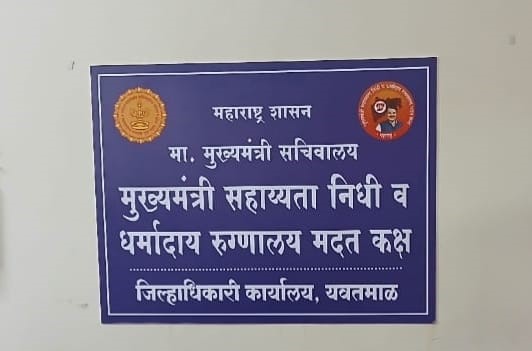 महाराष्ट्र शासन
मा. मुख्यमंत्री सचिवालय
मुख्यमंत्री सहाय्यता निधी व
धर्मादाय रुग्णालय मदत कक्ष
जिल्हाधिकारी कार्यालय, यवतमाळ